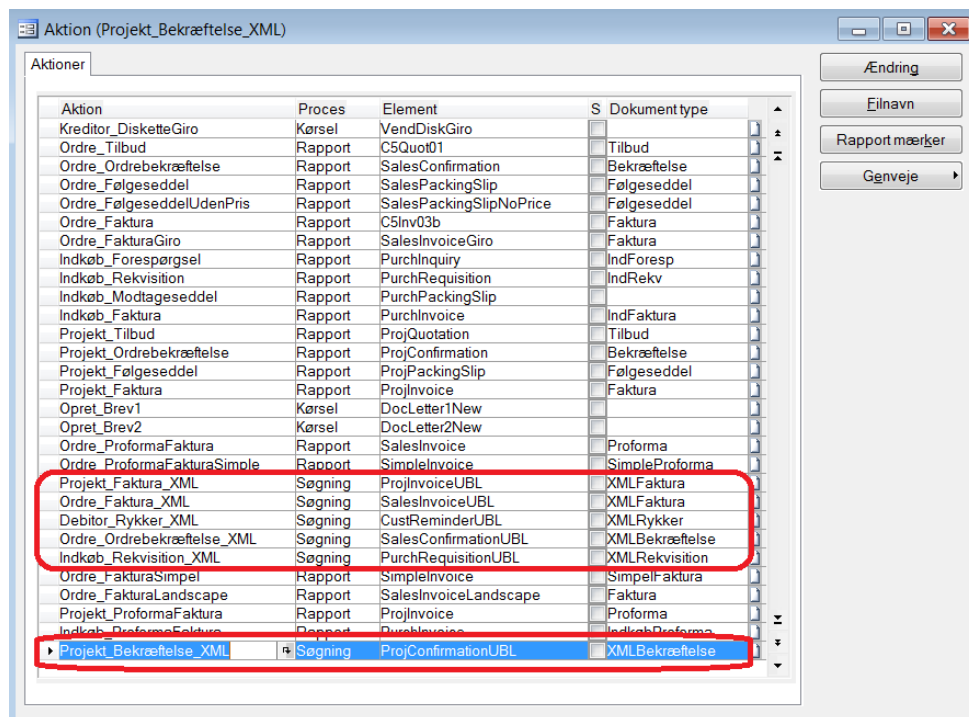 Aktion (Projekt_Bekræftelse_XML)
Aktioner
Ændring
Filnavn
Rapport mærker
Genveje
Aktion Proces Element S Dokument type
Kreditor_DisketteGiro Kørsel VendDiskGiro
Ordre_Tilbud Rapport C5Quot01 Tilbud
Ordre_Ordrebekræftelse Rapport SalesConfirmation Bekræftelse
Ordre_Følgeseddel Rapport SalesPackingSlip Følgeseddel
Ordre_FølgeseddelUdenPris Rapport SalesPackingSlipNoPrice Følgeseddel
Ordre_Faktura Rapport C5Inv03b Faktura
Ordre_FakturaGiro Rapport SalesInvoiceGiro Faktura
Indkøb_Forespørgsel Rapport PurchInquiry IndForesp
Indkøb_Rekvisition Rapport PurchRequisition IndRekv
Indkøb_Modtageseddel Rapport PurchPackingSlip
Indkøb_Faktura Rapport PurchInvoice IndFaktura
Projekt_Tilbud Rapport ProjQuotation Tilbud
Projekt_Ordrebekræftelse Rapport ProjConfirmation Bekræftelse
Projekt_Følgeseddel Rapport ProjPackingSlip Følgeseddel
Projekt_Faktura Rapport ProjInvoice Faktura
Opret_Brev1 Kørsel DocLetter1New
Opret_Brev2 Kørsel DocLetter2New
Ordre_ProformaFaktura Rapport SalesInvoice Proforma
Ordre_ProformaFakturaSimple Rapport SimpleInvoice SimpleProforma
Projekt_Faktura_XML Søgning ProjInvoiceUBL XMLFaktura
Ordre_Faktura_XML Søgning SalesInvoiceUBL XMLFaktura
Debitor_Rykker_XML Søgning CustReminderUBL XMLRykker
Ordre_Ordrebekræftelse_XML Søgning SalesConfirmationUBL XMLBekræftelse
Indkøb_Rekvisition_XML Søgning PurchRequisitionUBL XMLRekvisition
Ordre_FakturaSimpel Rapport SimpleInvoice SimpelFaktura
Ordre_FakturaLandscape Rapport SalesInvoiceLandscape Faktura
Projekt_ProformaFaktura Rapport ProjInvoice Proforma
Indkøb_ProformaFaktura Rapport PurchInvoice IndkøbProforma
Projekt_Bekræftelse_XML Søgning ProjConfirmationUBL XMLBekræftelse